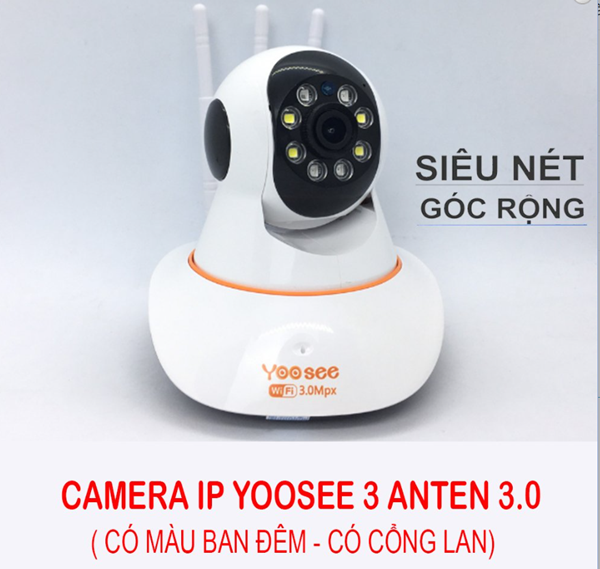 SIÊU NÉT
GÓC RỘNG
Yoosee
WiFi 3.0Mpx
CAMERA IP YOOSEE 3 ANTEN 3.0
( CÓ MÀU BAN ĐÊM - CÓ CỔNG LAN)